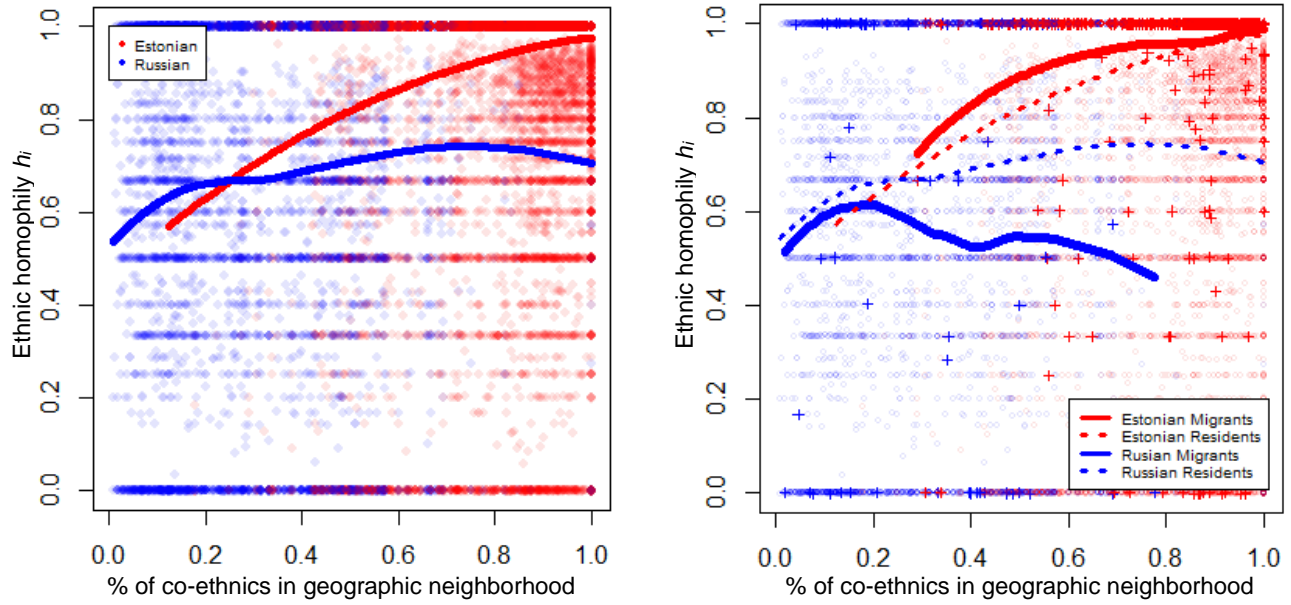 Ethnic homophily hi
1.0
0.8
0.6
0.4
0.2
0.0
Estonian
Russian
0.0 0.2 0.4 0.6 0.8 1.0
% of co-ethnics in geographic neighborhood
Ethnic homophily hi
1.0
0.8
0.6
0.4
0.2
0.0
Estonian Migrants
Estonian Residents
Rusian Migrants
Russian Residents
0.0 0.2 0.4 0.6 0.8 1.0
% of co-ethnics in geographic neighborhood